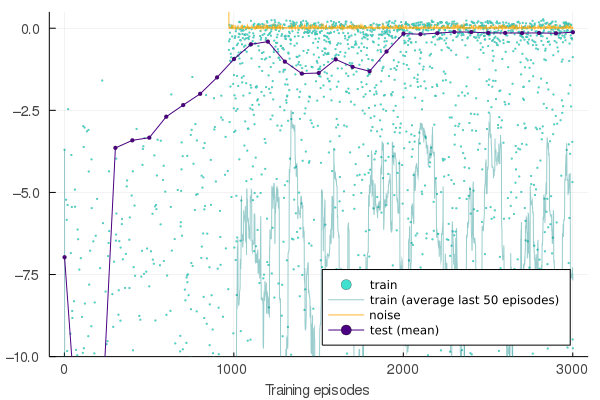 0.0
−2.5
−5.0
−7.5
−10.0
0
1000
2000
3000
Training episodes
train
train (average last 50 episodes)
noise
test (mean)